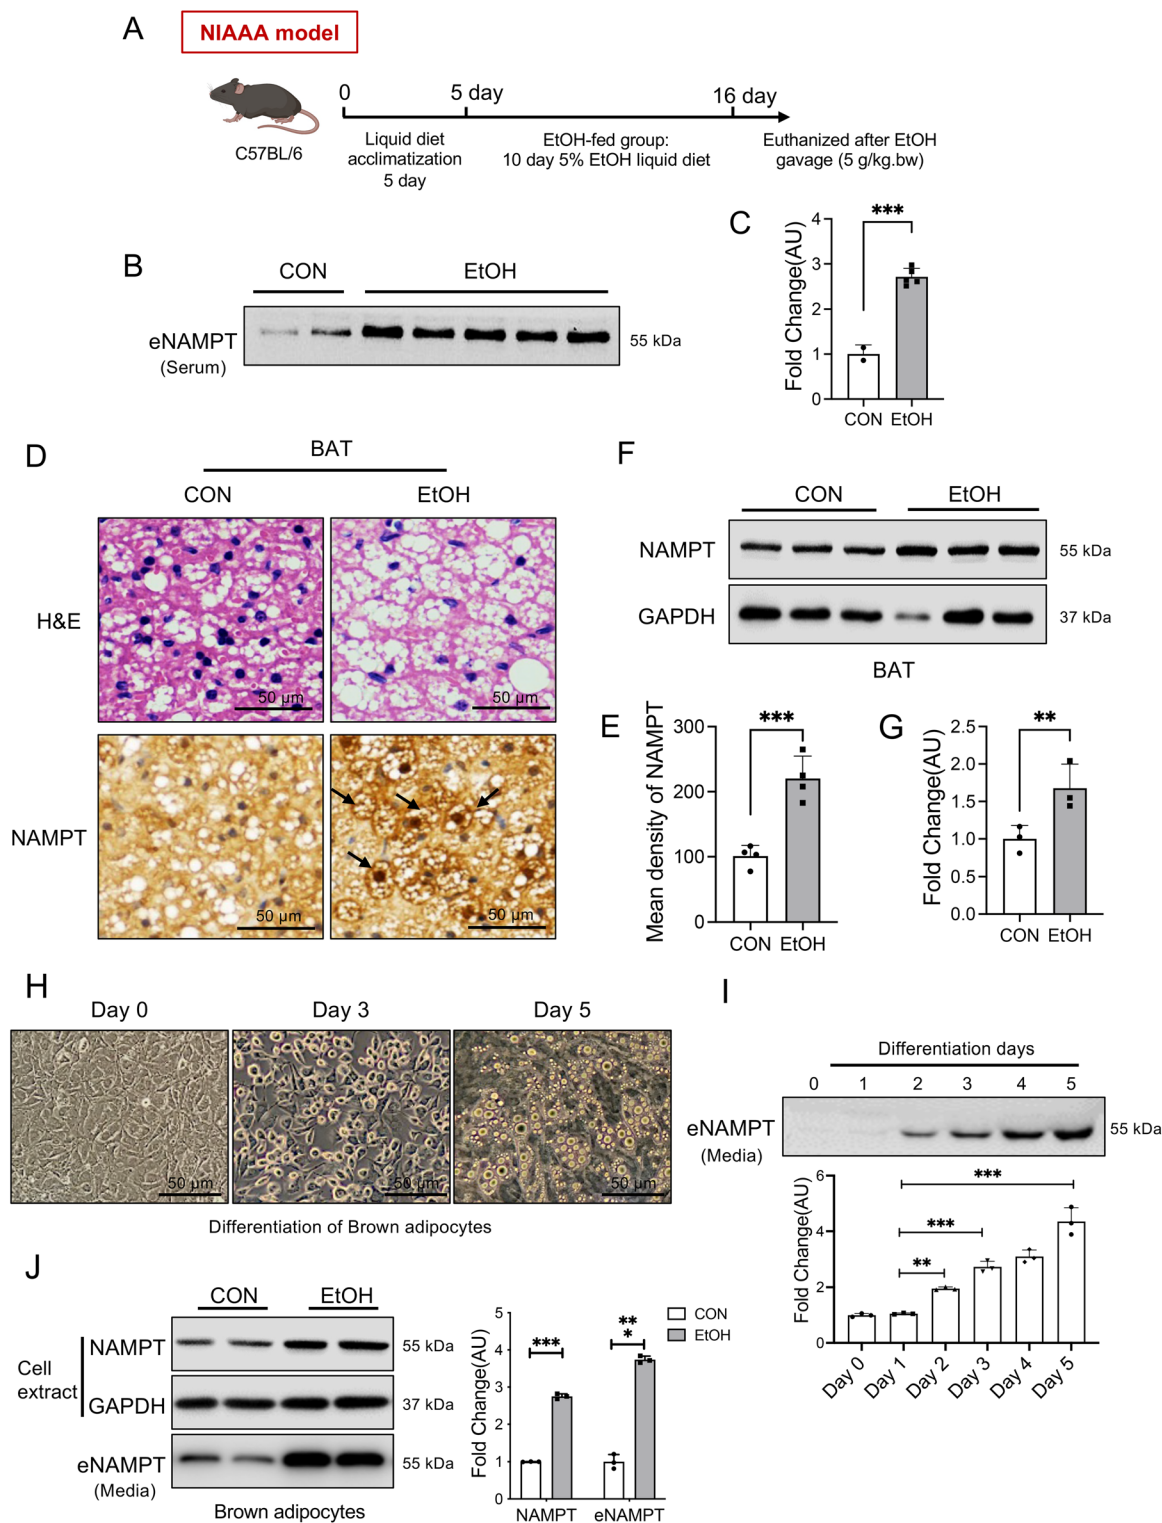 A
NIAAA model
0
5 day
16 day
C57BL/6
Liquid diet
acclimatization
5 day
EtOH-fed group:
10 day 5% EtOH liquid diet
Euthanized after EtOH
gavage (5 g/kg.bw)
B
CON
EtOH
eNAMPT
(Serum)
55 kDa
C
Fold Change(AU)
4
3
2
1
0
***
CON
EtOH
D
BAT
CON
EtOH
H&E
50 μm
50 μm
NAMPT
50 μm
50 μm
F
CON
EtOH
NAMPT
55 kDa
GAPDH
37 kDa
BAT
E
Mean density of NAMPT
300
200
100
0
***
CON
EtOH
G
Fold Change(AU)
2.5
2.0
1.5
1.0
0.5
0.0
**
CON
EtOH
H
Day 0
Day 3
Day 5
50 μm
50 μm
50 μm
Differentiation of Brown adipocytes
I
Differentiation days
0 1 2 3 4 5
eNAMPT
(Media)
55 kDa
Fold Change(AU)
6
4
2
0
***
***
**
Day 0
Day 1
Day 2
Day 3
Day 4
Day 5
J
CON
EtOH
Cell
extract
NAMPT
55 kDa
GAPDH
37 kDa
eNAMPT
(Media)
55 kDa
Brown adipocytes
Fold Change(AU)
5
4
3
2
1
0
***
**
*
CON
EtOH
NAMPT
eNAMPT